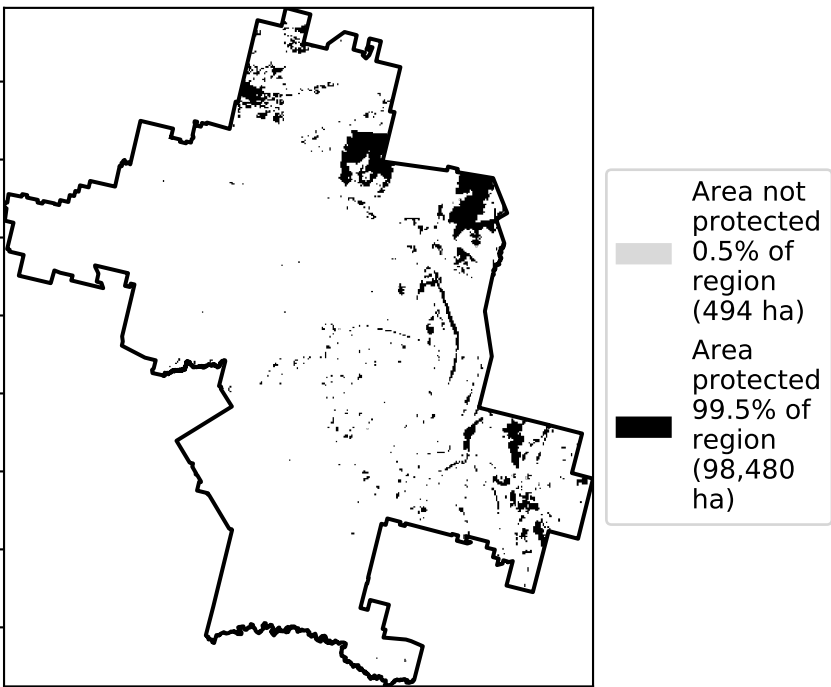 Area not
protected
0.5% of
region
(494 ha)
Area
protected
99.5% of
region
(98,480
ha)